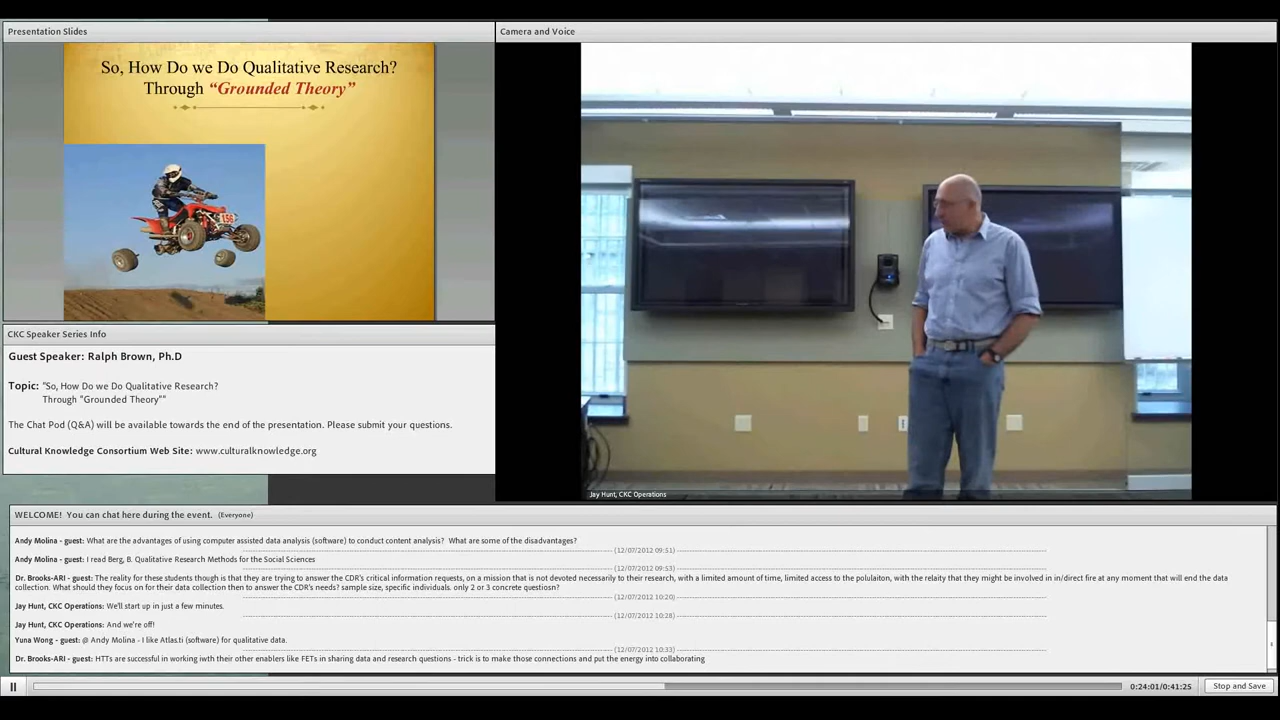 Presentation Slides
So, How Do we Do Qualitative Research?
Through “Grounded Theory”
156
Camera and Voice
Jay Hunt, CKC Operations
CKC Speaker Series Info
Guest Speaker: Ralph Brown, Ph.D
Topic: "So, How Do we Do Qualitative Research?
Through "Grounded Theory""
The Chat Pod (Q&A) will be available towards the end of the presentation. Please submit your questions.
Cultural Knowledge Consortium Web Site: www.culturalknowledge.org
WELCOME! You can chat here during the event. (Everyone)
Andy Molina - guest: What are the advantages of using computer assisted data analysis (software) to conduct content analysis? What are some of the disadvantages?
(12/07/2012 09:51)
Andy Molina - guest: I read Berg, B. Qualitative Research Methods for the Social Sciences
(12/07/2012 09:53)
Dr. Brooks-ARI - guest: The reality for these students though is that they are trying to answer the CDR's critical information requests, on a mission that is not devoted necessarily to their research, with a limited amount of time, limited access to the polulaiton, with the relaity that they might be involved in in/direct fire at any moment that will end the data
collection. What should they focus on for their data collection then to answer the CDR's needs? sample size, specific individuals. only 2 or 3 concrete questiosn?
(12/07/2012 10:20)
Jay Hunt, CKC Operations: We'll start up in just a few minutes.
(12/07/2012 10:28)
Jay Hunt, CKC Operations: And we're off!
Yuna Wong - guest: @ Andy Molina - I like Atlas.ti (software) for qualitative data.
(12/07/2012 10:33)
Dr. Brooks-ARI - guest: HTTs are successful in working iwth their other enablers like FETs in sharing data and research questions - trick is to make those connections and put the energy into collaborating
0:24:01/0:41:25
Stop and Save